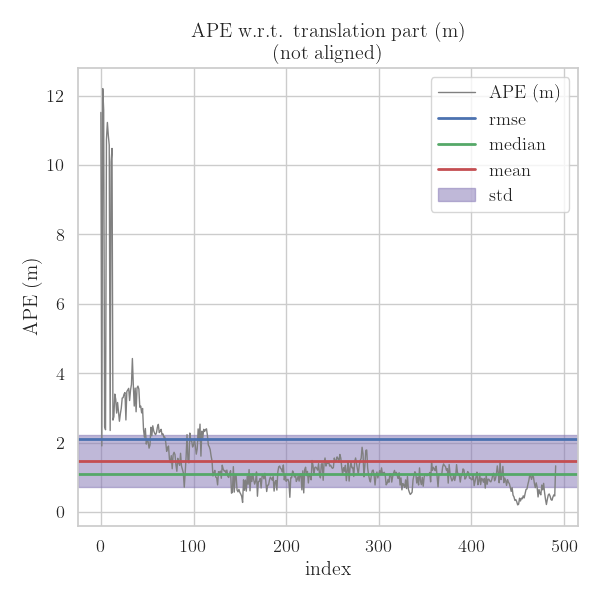 APE w.r.t. translation part (m)
(not aligned)
APE (m)
rmse
median
mean
std
APE (m)
12
10
8
6
4
2
0
0
100
200
300
400
500
index